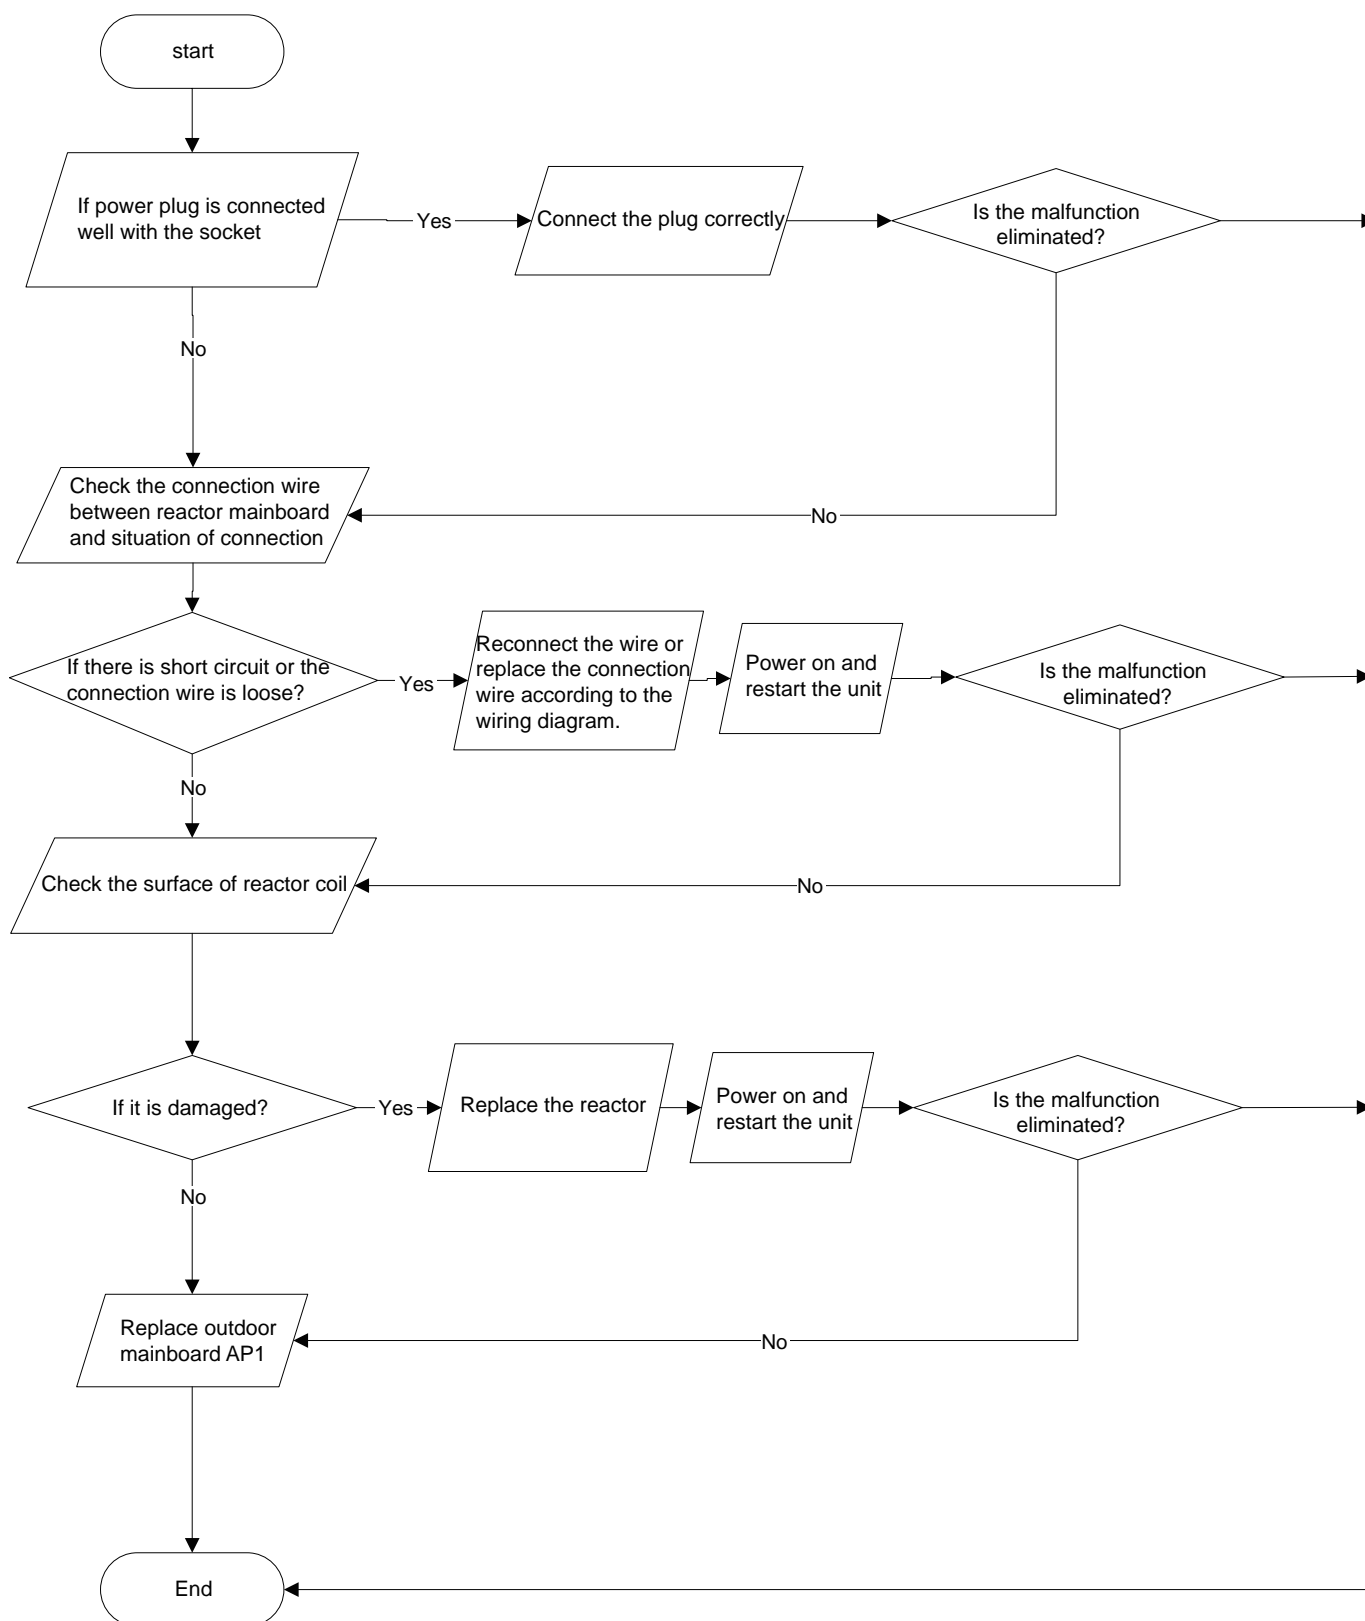 start
If power plug is connected
well with the socket
Yes
Connect the plug correctly
Is the malfunction
eliminated?
No
Check the connection wire
between reactor mainboard
and situation of connection
No
If there is short circuit or the
connection wire is loose?
Yes
Reconnect the wire or
replace the connection
wire according to the
wiring diagram.
Power on and
restart the unit
Is the malfunction
eliminated?
No
Check the surface of reactor coil
No
If it is damaged?
Yes
Replace the reactor
Power on and
restart the unit
Is the malfunction
eliminated?
No
Replace outdoor
mainboard AP1
No
End